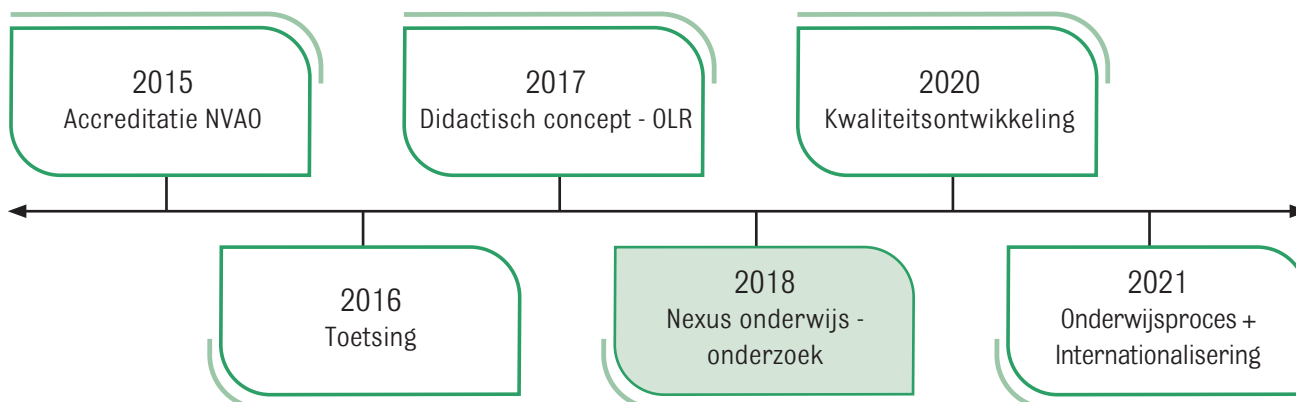 2015
Accreditatie NVAO
2017
Didactisch concept - OLR
2020
Kwaliteitsontwikkeling
2016
Toetsing
2018
Nexus onderwijs -
onderzoek
2021
Onderwijsproces +
Internationalisering